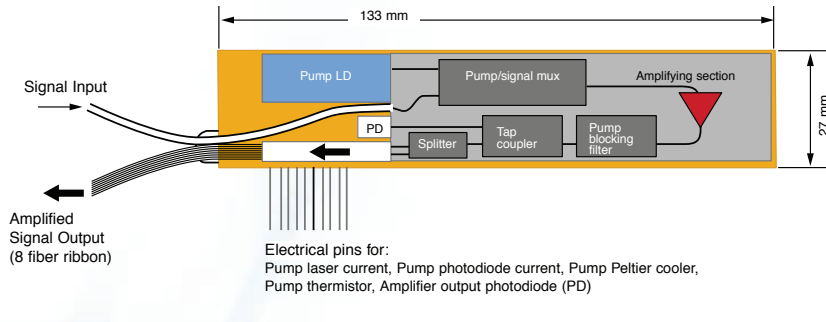 133 mm
Pump LD
Pump/signal mux
Amplifying section
Signal Input
27 mm
PD
Splitter
Tap
coupler
Pump
blocking
filter
Amplified
Signal Output
(8 fiber ribbon)
Electrical pins for:
Pump laser current, Pump photodiode current, Pump Peltier cooler,
Pump thermistor, Amplifier output photodiode (PD)